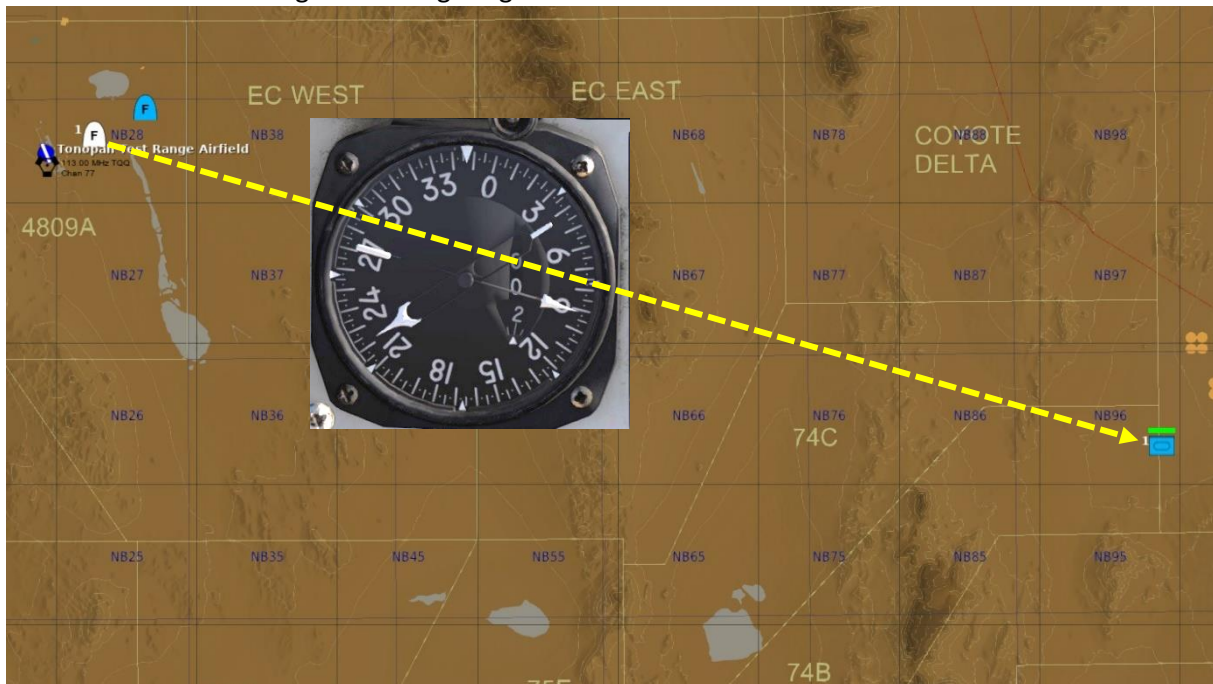 EC WEST
EC EAST
F
1 F
NB28
NB38
NB68
NB78
NB88
NB98
COYOTE
DELTA
Tonopah Test Range Airfield
113.00 MHz TQQ
Chan 77
4809A
33
0
3
6
9
12
15
18
21
24
27
30
0
2
NB27
NB37
NB67
NB77
NB87
NB97
NB26
NB36
NB66
NB76
NB86
NB96
74C
1
NB25
NB35
NB45
NB55
NB65
NB75
NB85
NB95
74B